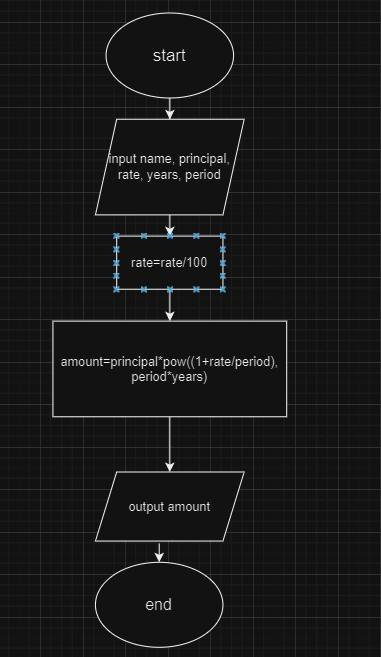 start
input name, principal,
rate, years, period
rate=rate/100
amount=principal*pow((1+rate/period),
period*years)
output amount
end